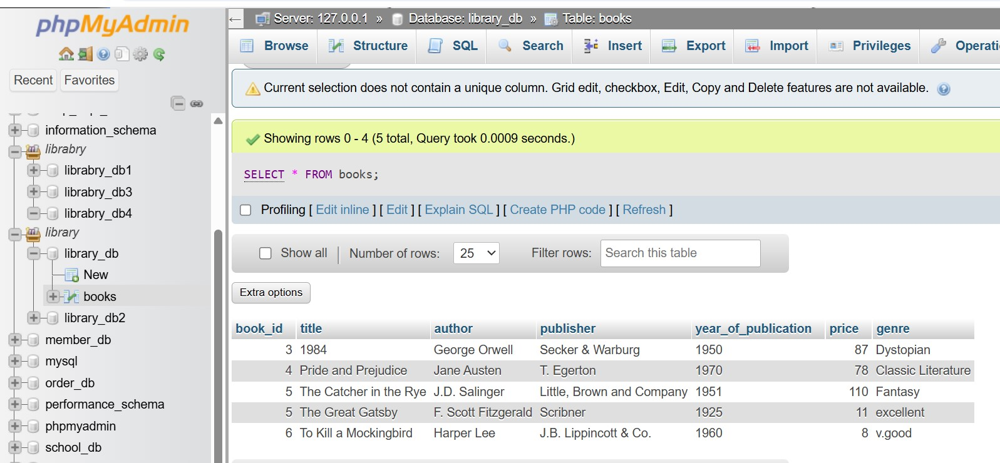 phpMyAdmin
Recent Favorites
information_schema
librabry
librabry_db1
librabry_db3
librabry_db4
library
library_db
New
books
library_db2
member_db
mysql
order_db
performance_schema
phpmyadmin
school_db
Server: 127.0.0.1 » Database: library_db » Table: books
Browse Structure SQL Search Insert Export Import Privileges Operati
Current selection does not contain a unique column. Grid edit, checkbox, Edit, Copy and Delete features are not available.
Showing rows 0 - 4 (5 total, Query took 0.0009 seconds.)
SELECT * FROM books;
Profiling [ Edit inline ] [ Edit ] [ Explain SQL ] [ Create PHP code ] [ Refresh ]
Show all | Number of rows: 25 Filter rows: Search this table
Extra options
book_id title author publisher year_of_publication price genre
3 1984 George Orwell Secker & Warburg 1950 87 Dystopian
4 Pride and Prejudice Jane Austen T. Egerton 1970 78 Classic Literature
5 The Catcher in the Rye J.D. Salinger Little, Brown and Company 1951 110 Fantasy
5 The Great Gatsby F. Scott Fitzgerald Scribner 1925 11 excellent
6 To Kill a Mockingbird Harper Lee J.B. Lippincott & Co. 1960 8 v.good